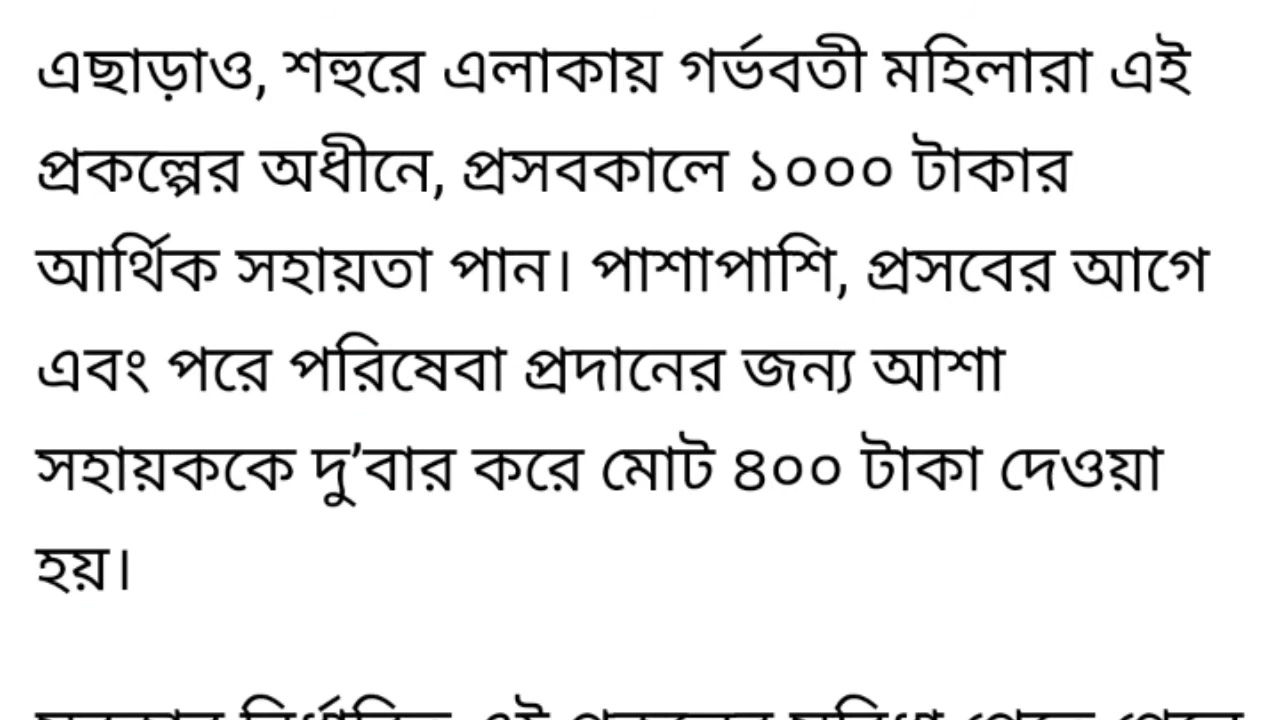 এছাড়াও, শহুরে এলাকায় গর্ভবতী মহিলারা এই
প্রকল্পের অধীনে, প্রসবকালে ১০০০ টাকার
আর্থিক সহায়তা পান। পাশাপাশি, প্রসবের আগে
এবং পরে পরিষেবা প্রদানের জন্য আশা
সহায়ককে দু’বার করে মোট ৪০০ টাকা দেওয়া
হয়।